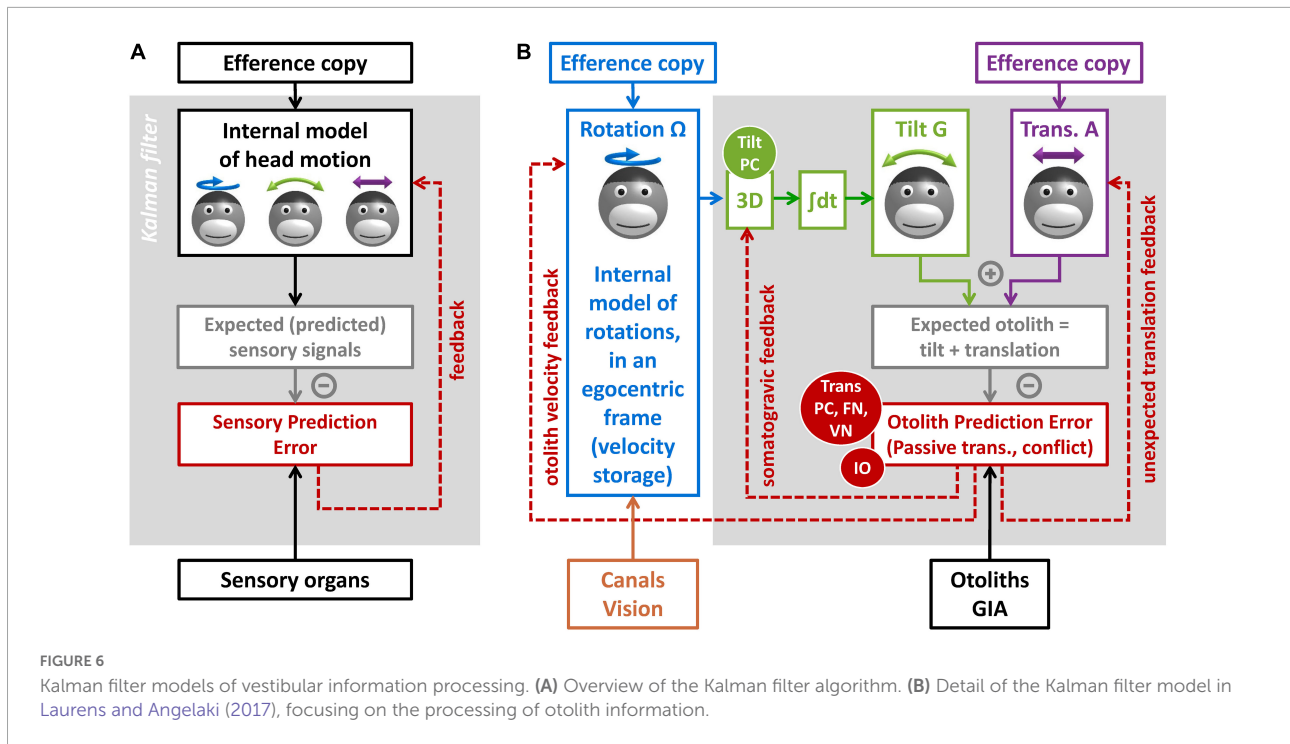 A
Efference copy
Kalman filter
Internal model
of head motion
Expected (predicted)
sensory signals
−
feedback
Sensory Prediction
Error
Sensory organs
B
Efference copy
Efference copy
Rotation Ω
Internal
model of
rotations,
in an
egocentric
frame
(velocity
storage)
otolith velocity feedback
Tilt
PC
3D
∫dt
Tilt G
Trans. A
+
somatogravic feedback
Expected otolith =
tilt + translation
−
Trans
PC, FN,
VN
IO
Otolith Prediction Error
(Passive trans., conflict)
unexpected translation feedback
Canals
Vision
Otoliths
GIA
FIGURE 6
Kalman filter models of vestibular information processing. (A) Overview of the Kalman filter algorithm. (B) Detail of the Kalman filter model in
Laurens and Angelaki (2017), focusing on the processing of otolith information.